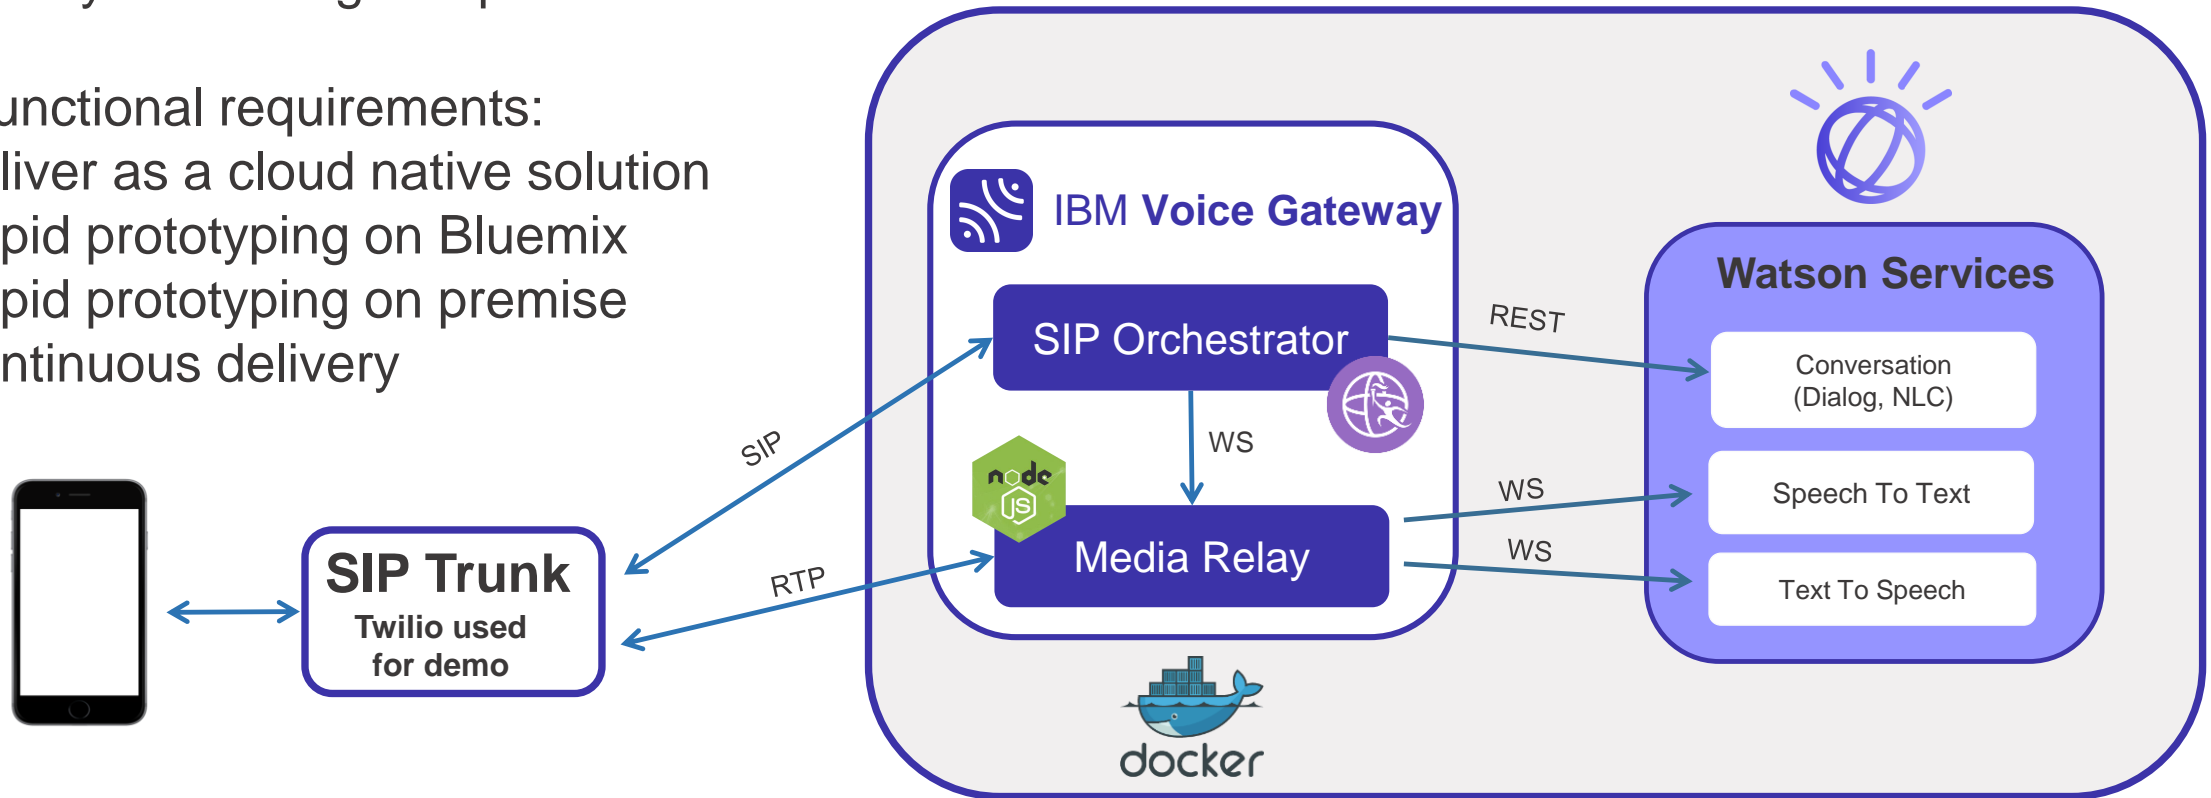 unctional requirements:
liver as a cloud native solution
pid prototyping on Bluemix
pid prototyping on premise
ntinuous delivery
IBM Voice Gateway
SIP Orchestrator
WS
node
JS
Media Relay
docker
SIP
RTP
SIP Trunk
Twilio used
for demo
REST
WS
WS
Watson Services
Conversation
(Dialog, NLC)
Speech To Text
Text To Speech